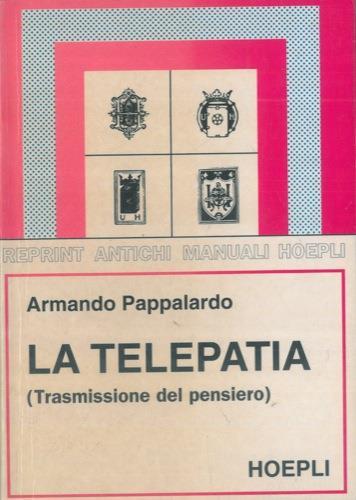 U H
U H
REPRINT ANTICHI MANUALI HOEPLI
Armando Pappalardo
LA TELEPATIA
(Trasmissione del pensiero)
HOEPLI